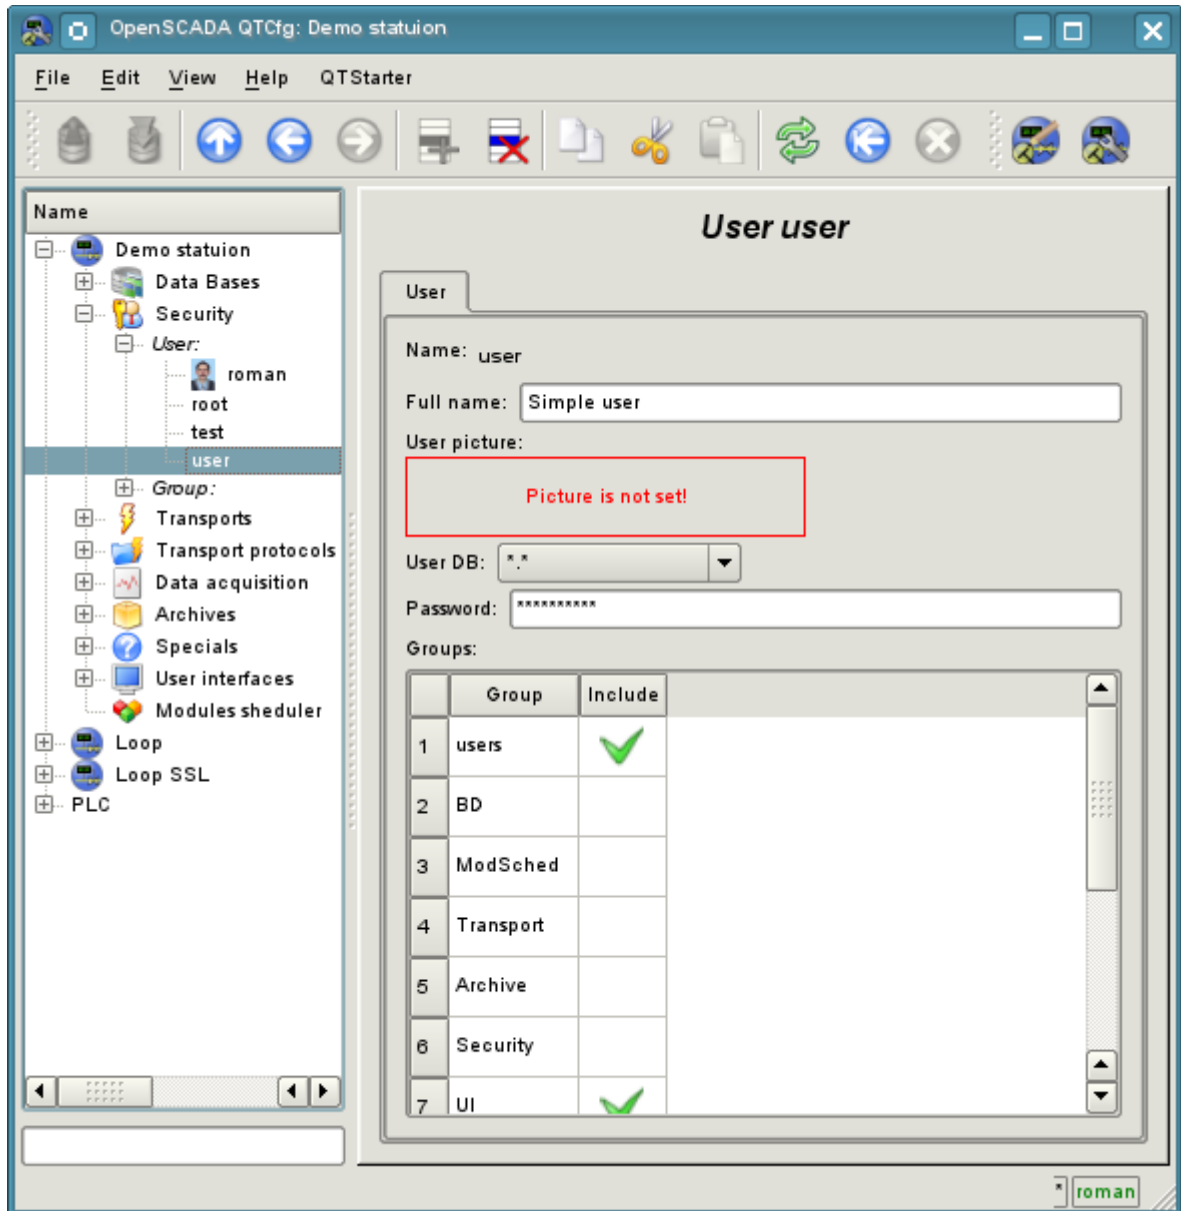 OpenSCADA QTCfg: Demo statuion
File Edit View Help QTStarter
Name
Demo statuion
Data Bases
Security
User:
roman
root
test
user
Group:
Transports
Transport protocols
Data acquisition
Archives
Specials
User interfaces
Modules sheduler
Loop
Loop SSL
PLC
User user
User
Name: user
Full name: Simple user
User picture:
Picture is not set!
User DB: *.*
Password: **********
Groups:
Group Include
1 users
2 BD
3 ModSched
4 Transport
5 Archive
6 Security
7 UI
* roman